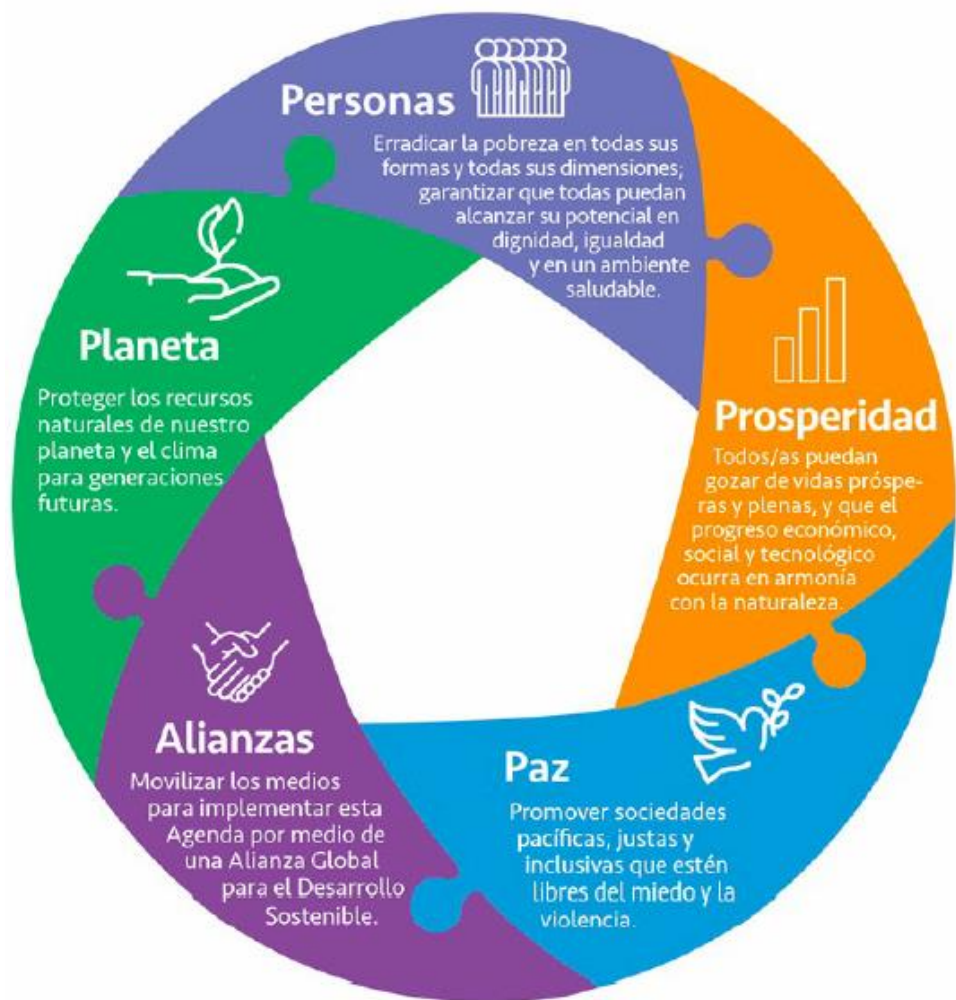 Personas
Erradicar la pobreza en todas sus
formas y todas sus dimensiones;
garantizar que todas puedan
alcanzar su potencial en
dignidad, igualdad
y en un ambiente
saludable.
Prosperidad
Todos/as puedan
gozar de vidas próspe-
ras y plenas, y que el
progreso económico,
social y tecnológico
ocurra en armonía
con la naturaleza.
Paz
Promover sociedades
pacíficas, justas y
inclusivas que estén
libres del miedo y la
violencia.
Alianzas
Movilizar los medios
para implementar esta
Agenda por medio de
una Alianza Global
para el Desarrollo
Sostenible.
Planeta
Proteger los recursos
naturales de nuestro
planeta y el clima
para generaciones
futuras.